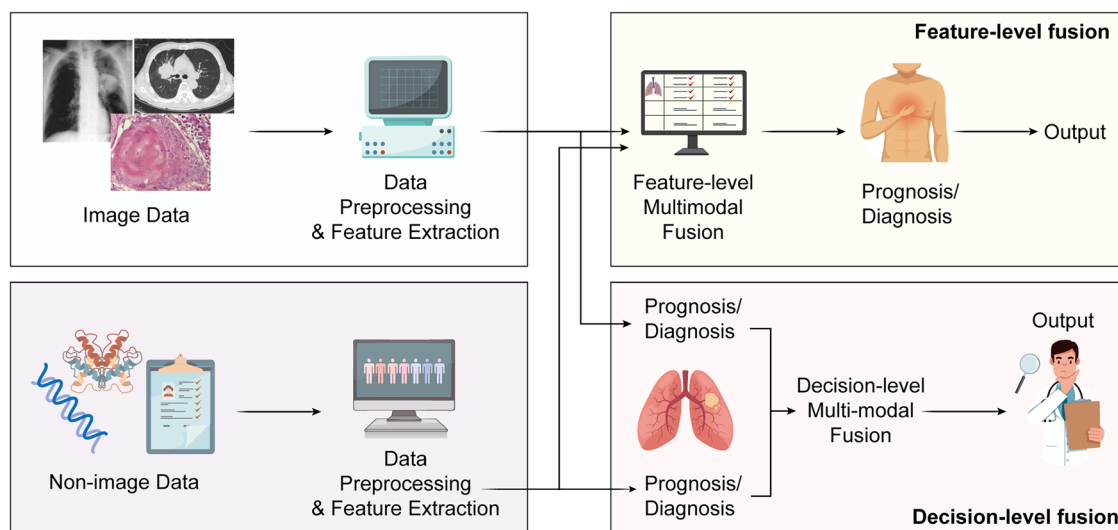 Feature-level fusion
Image Data
Data
Preprocessing
& Feature Extraction
Feature-level
Multimodal
Fusion
Prognosis/
Diagnosis
Output
Non-image Data
Data
Preprocessing
& Feature Extraction
Prognosis/
Diagnosis
Prognosis/
Diagnosis
Decision-level
Multi-modal
Fusion
Output
Decision-level fusion